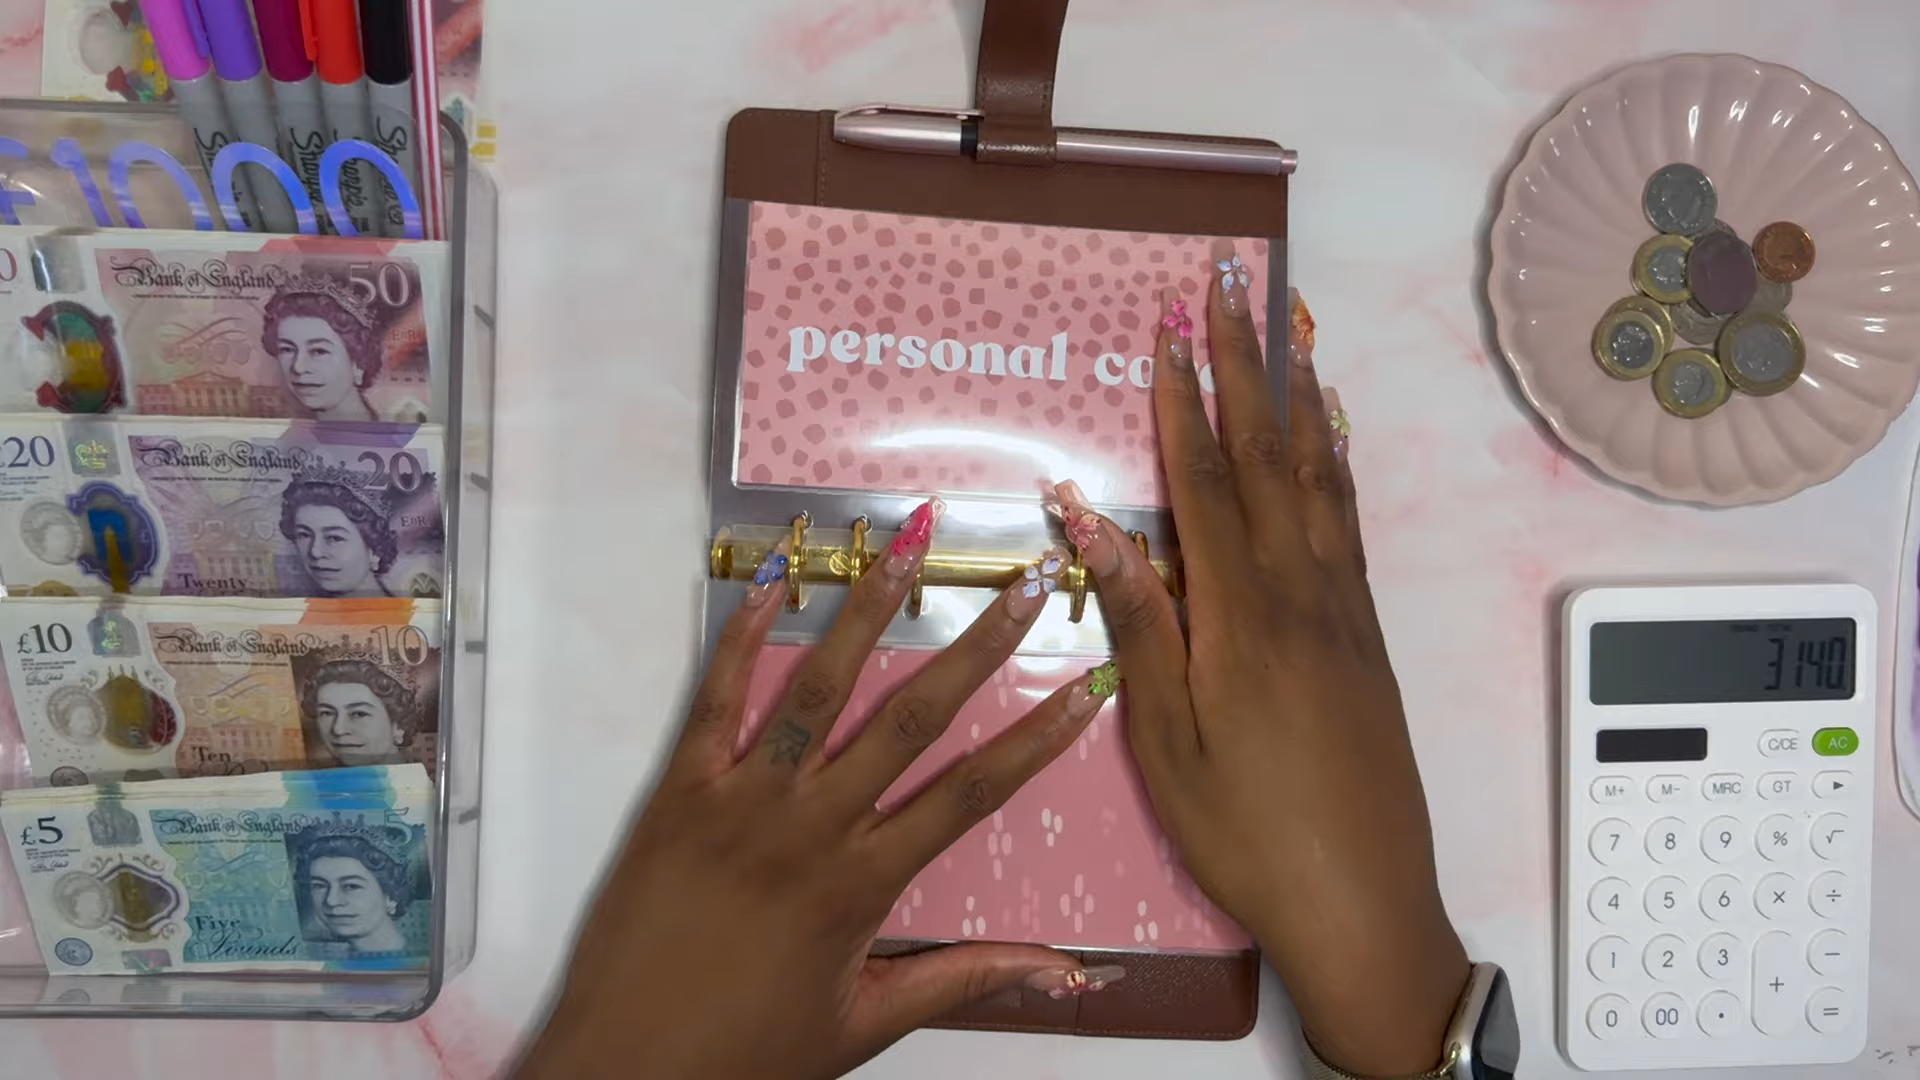 £1000
Sharpie
Bank of England
50
£20
Bank of England
20
Twenty
£10
Bank of England
10
Ten
£5
Bank of England
5
Five
Pounds
personal
3140
C/CE
AC
M+
M-
MRC
GT
▶
7
8
9
%
√
4
5
6
×
÷
1
2
3
+
−
0
00
.
=